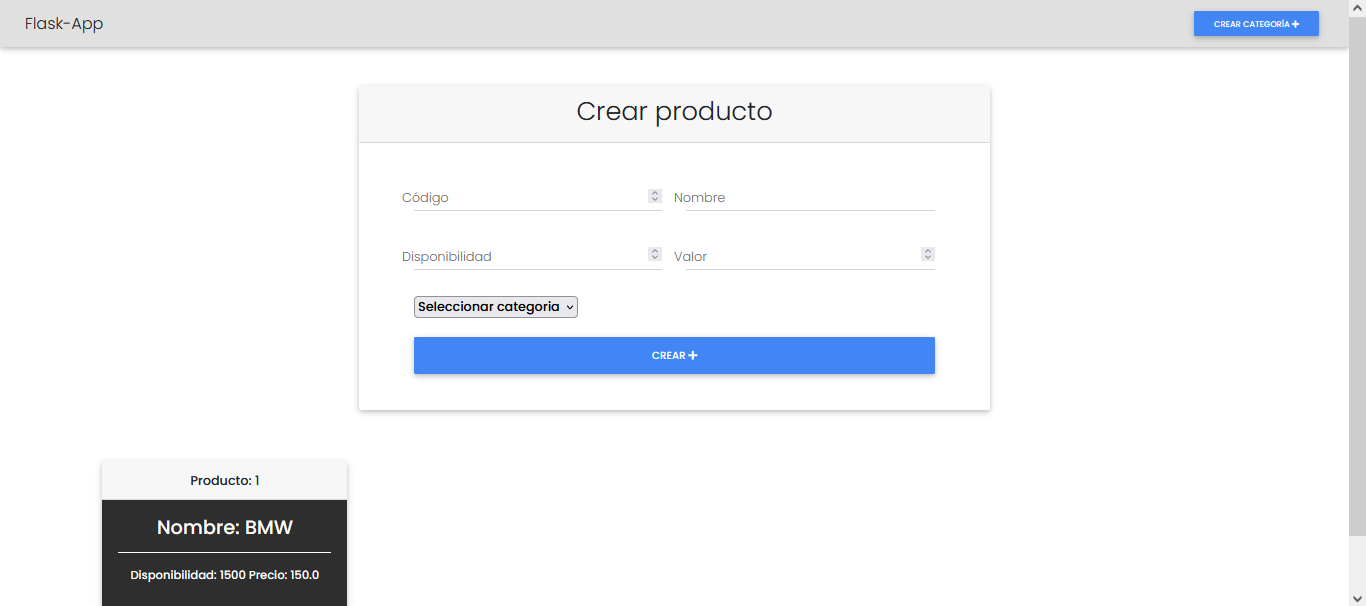 Flask-App
CREAR CATEGORÍA
Crear producto
Código Nombre
Disponibilidad Valor
Seleccionar categoria
CREAR
Producto: 1
Nombre: BMW
Disponibilidad: 1500 Precio: 150.0